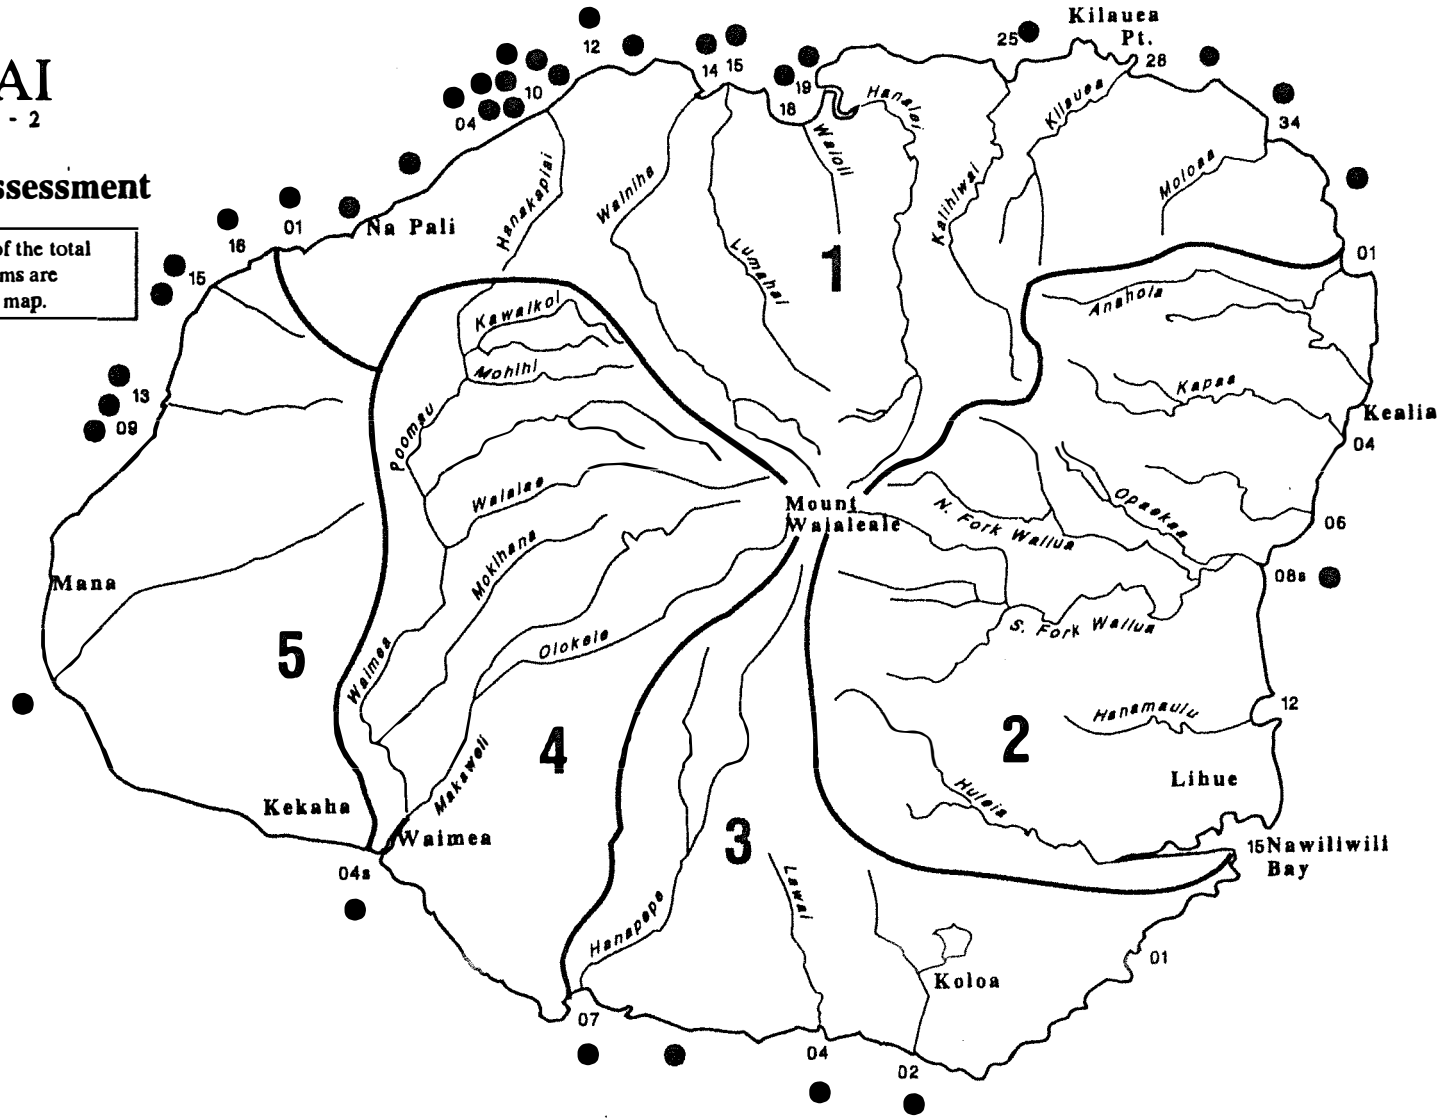 AI
- 2
ssessment
of the total
ms are
map.
12
14 15
19
18
25
Kilauea
Pt.
28
34
10
04
01
16
15
13
09
Na Pali
Hanakapiai
Wainiha
Lumahai
Waioli
Hanalei
Kalihiwai
Kilauea
Moloaa
1
01
Anahola
Kapaa
Kealia
04
Opaekaa
06
N. Fork Wailua
08s
S. Fork Wailua
Kawaikoi
Mohihi
Poomau
Waialae
Mokihana
Olokele
Waimea
Makaweli
Mount
Waialeale
Mana
5
4
3
2
Hanamaulu
12
Lihue
Huleia
15 Nawiliwili
Bay
Kekaha
Waimea
04s
Hanapepe
Lawai
Koloa
01
07
04
02